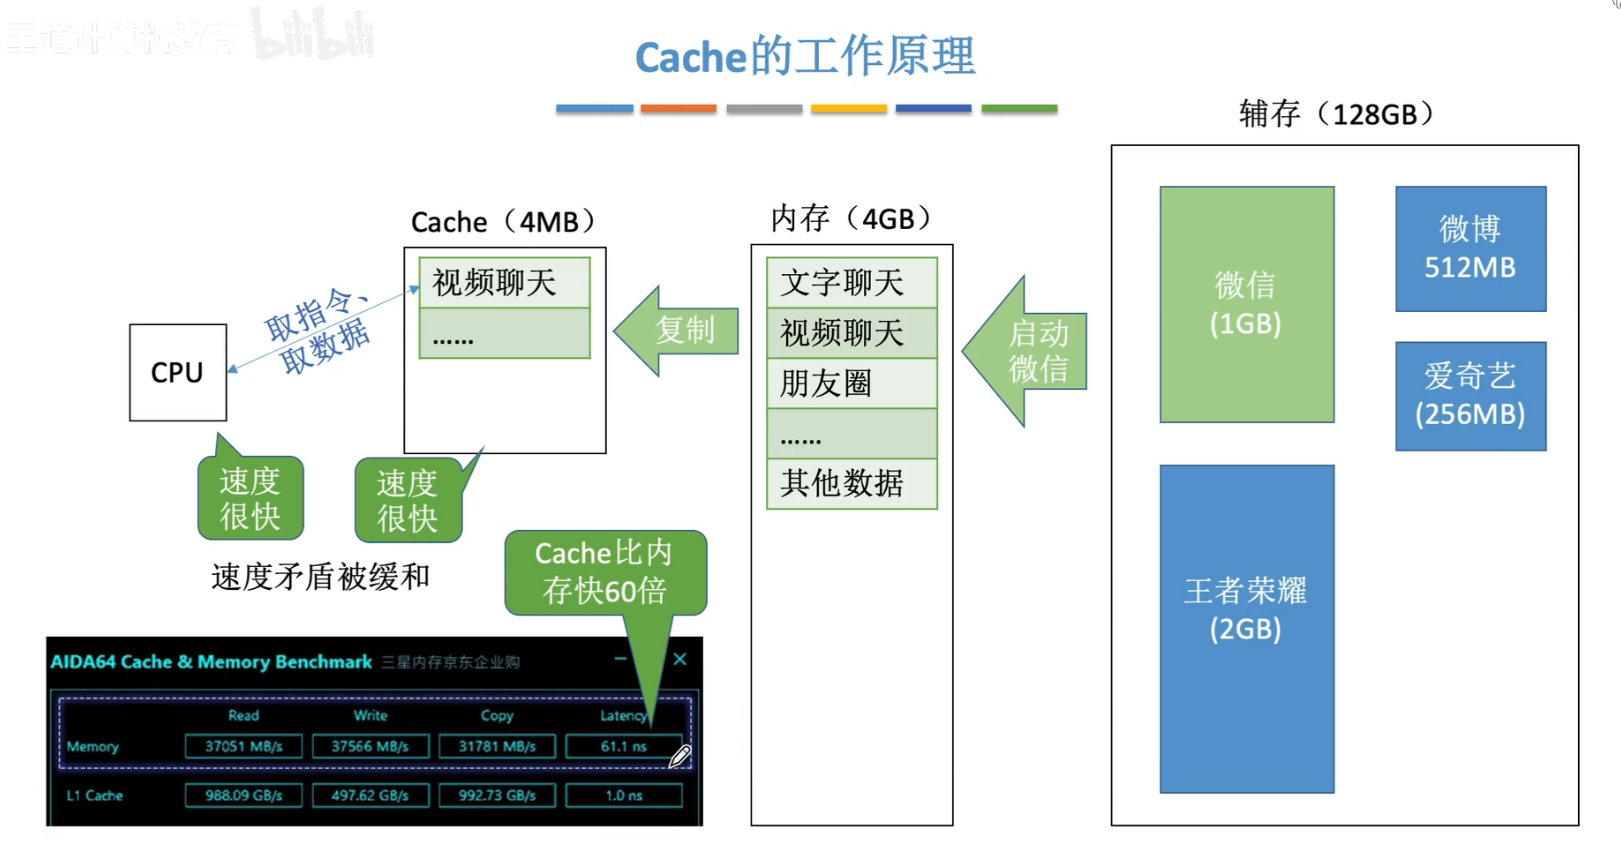 王道计算机教育 bilibili
Cache的工作原理
辅存（128GB）
Cache（4MB）
内存（4GB）
视频聊天
......
取指令、
取数据
CPU
复制
文字聊天
视频聊天
朋友圈
......
其他数据
启动
微信
微信
(1GB)
微博
512MB
爱奇艺
(256MB)
王者荣耀
(2GB)
速度
很快
速度
很快
速度矛盾被缓和
Cache比内
存快60倍
AIDA64 Cache & Memory Benchmark 三星内存京东企业购
Read Write Copy Latency
Memory 37051 MB/s 37566 MB/s 31781 MB/s 61.1 ns
L1 Cache 988.09 GB/s 497.62 GB/s 992.73 GB/s 1.0 ns